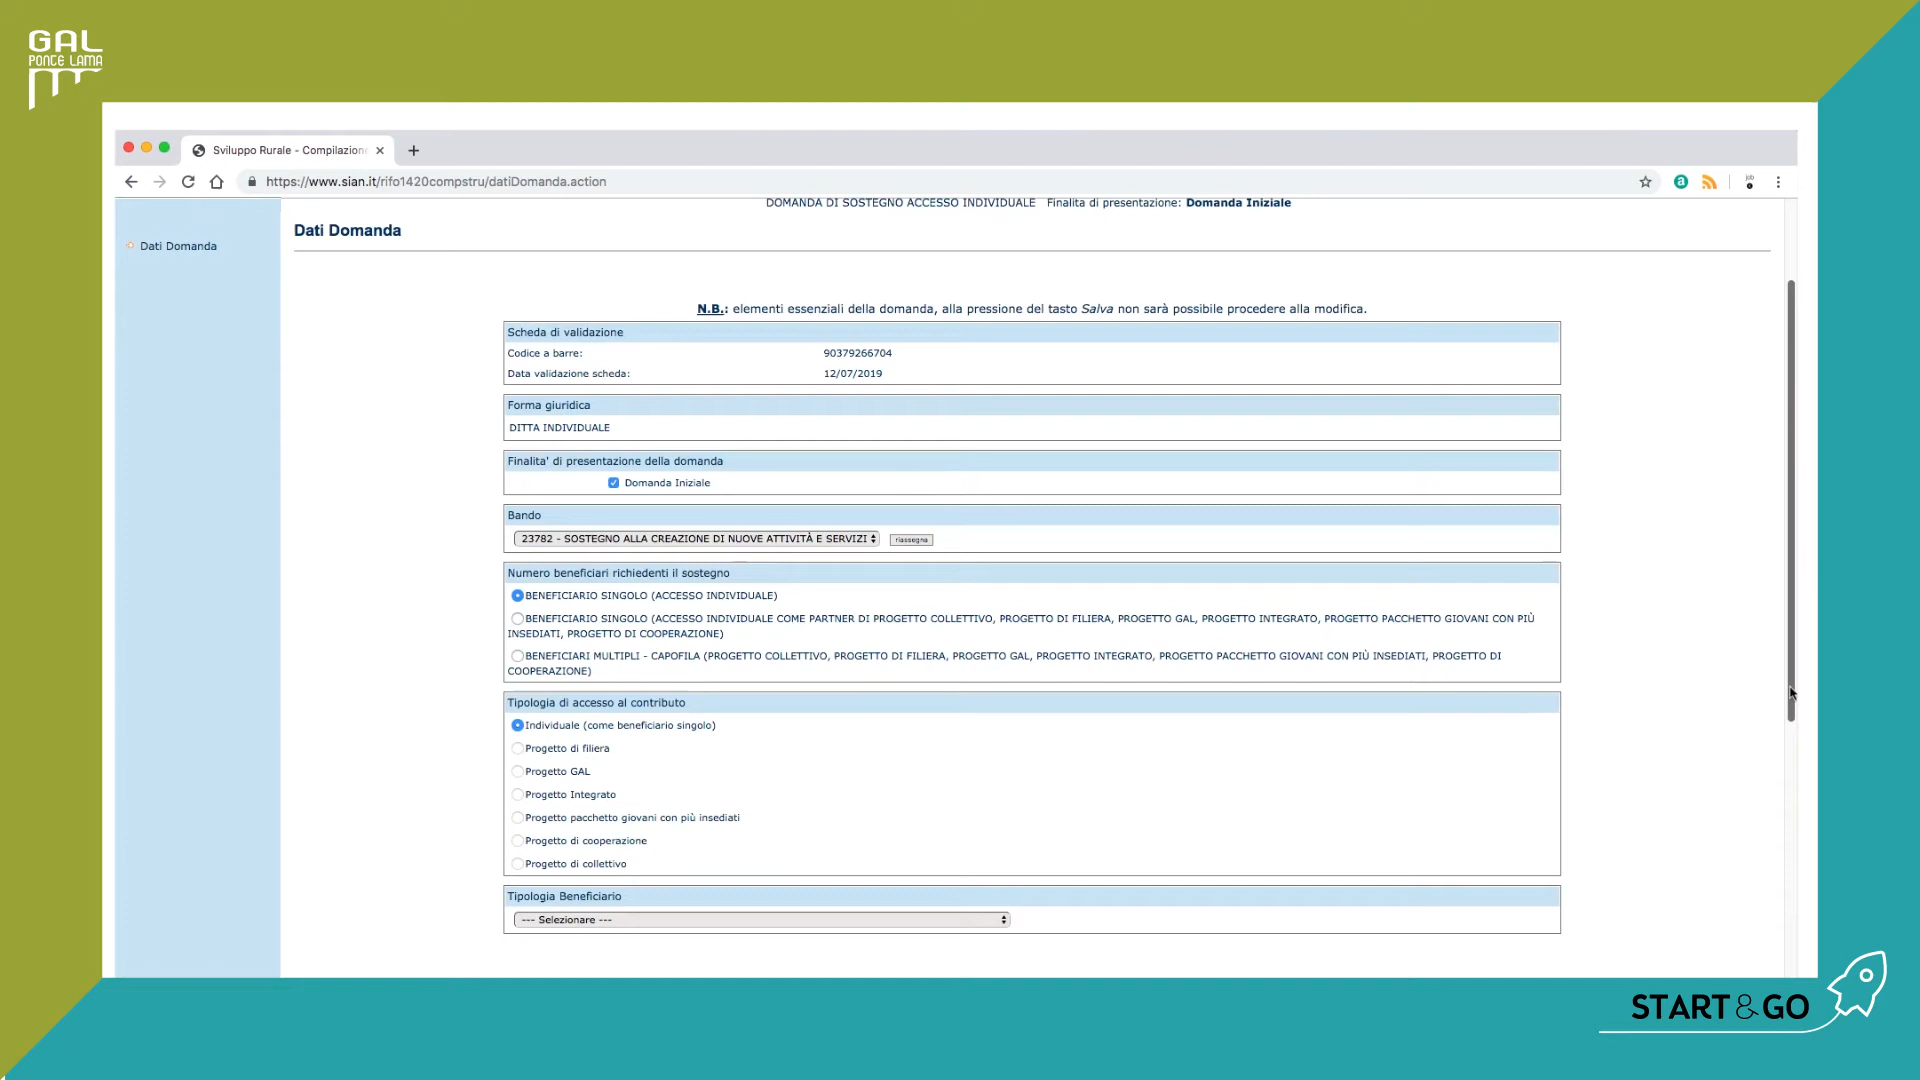 GAL
PONTE LAMA
Sviluppo Rurale - Compilazion
https://www.sian.it/rifo1420compstru/datiDomanda.action
job
DOMANDA DI SOSTEGNO ACCESSO INDIVIDUALE Finalita di presentazione: Domanda Iniziale
Dati Domanda
Dati Domanda
N.B.: elementi essenziali della domanda, alla pressione del tasto Salva non sarà possibile procedere alla modifica.
Scheda di validazione
Codice a barre: 90379266704
Data validazione scheda: 12/07/2019
Forma giuridica
DITTA INDIVIDUALE
Finalita' di presentazione della domanda
Domanda Iniziale
Bando
23782 - SOSTEGNO ALLA CREAZIONE DI NUOVE ATTIVITÀ E SERVIZI riassegna
Numero beneficiari richiedenti il sostegno
BENEFICIARIO SINGOLO (ACCESSO INDIVIDUALE)
BENEFICIARIO SINGOLO (ACCESSO INDIVIDUALE COME PARTNER DI PROGETTO COLLETTIVO, PROGETTO DI FILIERA, PROGETTO GAL, PROGETTO INTEGRATO, PROGETTO PACCHETTO GIOVANI CON PIÙ
INSEDIATI, PROGETTO DI COOPERAZIONE)
BENEFICIARI MULTIPLI - CAPOFILA (PROGETTO COLLETTIVO, PROGETTO DI FILIERA, PROGETTO GAL, PROGETTO INTEGRATO, PROGETTO PACCHETTO GIOVANI CON PIÙ INSEDIATI, PROGETTO DI
COOPERAZIONE)
Tipologia di accesso al contributo
Individuale (come beneficiario singolo)
Progetto di filiera
Progetto GAL
Progetto Integrato
Progetto pacchetto giovani con più insediati
Progetto di cooperazione
Progetto di collettivo
Tipologia Beneficiario
--- Selezionare ---
START&GO